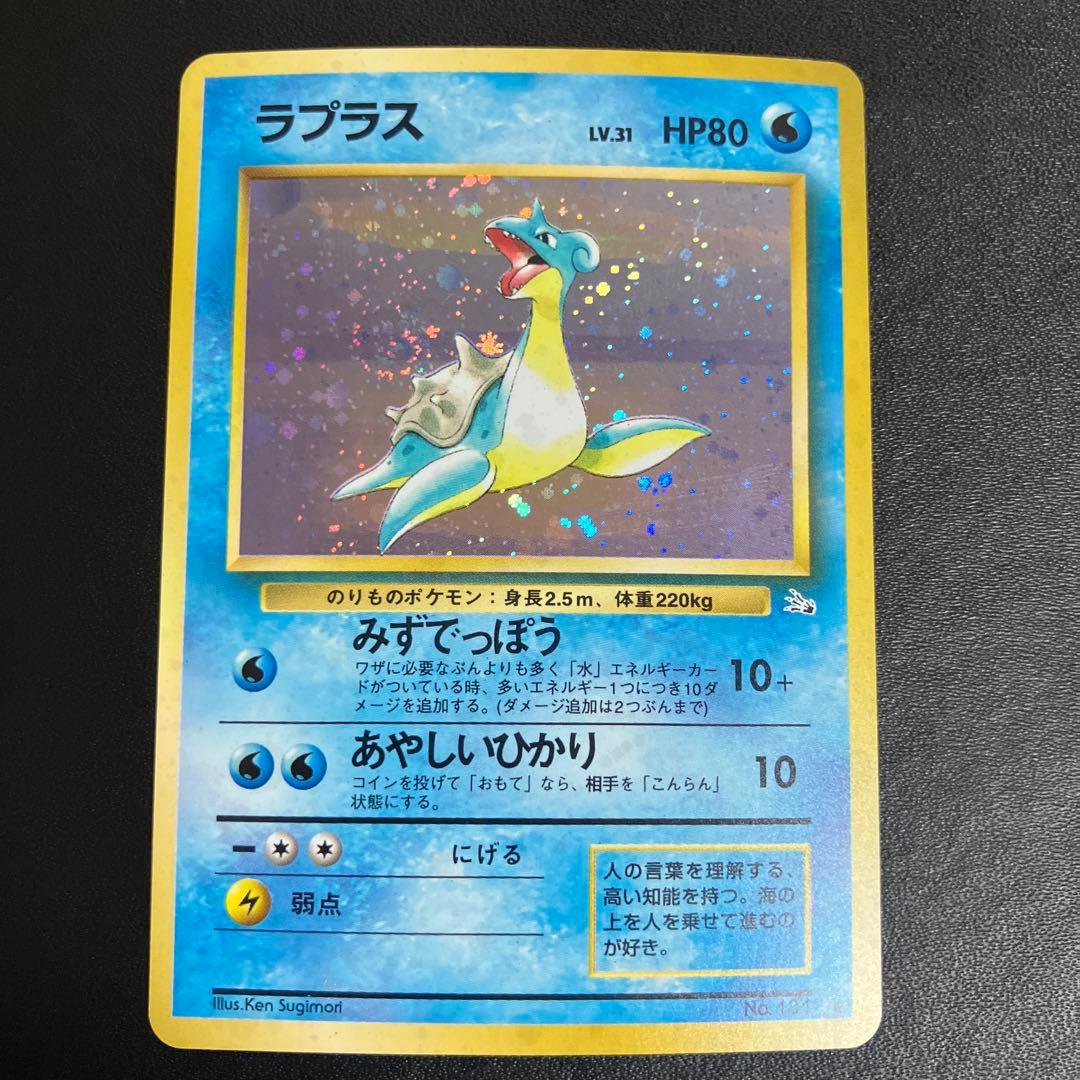 ラプラス LV.31 HP80
のりものポケモン：身長2.5m、体重220kg
みずでっぽう
ワザに必要なぶんよりも多く「水」エネルギーカー
ドがついている時、多いエネルギー1つにつき10ダ
メージを追加する。(ダメージ追加は2つぶんまで)
10+
あやしいひかり
コインを投げて「おもて」なら、相手を「こんらん」
状態にする。
10
にげる
弱点
人の言葉を理解する、
高い知能を持つ。海の
上を人を乗せて進むの
が好き。
Illus.Ken Sugimori
No.131